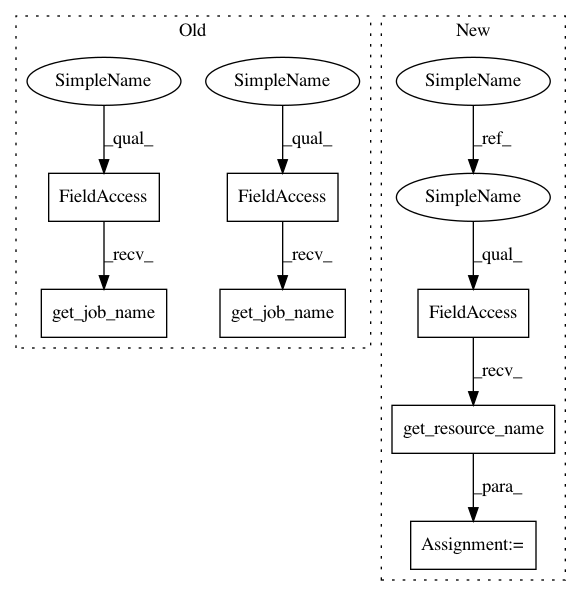 Old
New
SimpleName
SimpleName
SimpleName
_qual_
_qual_
_ref_
FieldAccess
FieldAccess
SimpleName
_recv_
_recv_
_qual_
get_job_name
get_job_name
FieldAccess
_recv_
get_resource_name
_para_
Assignment:=